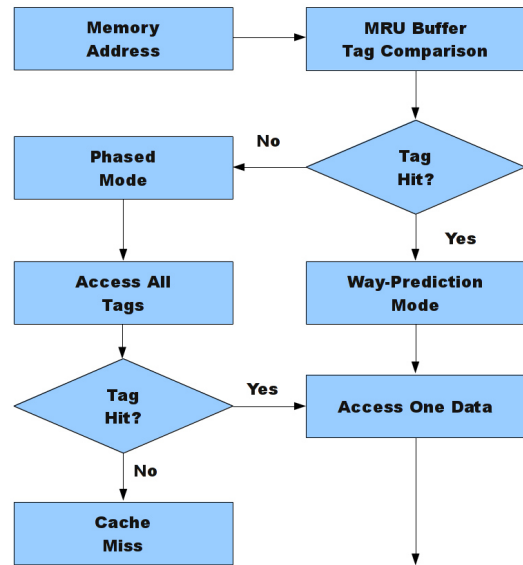 Memory
Address
MRU Buffer
Tag Comparison
No
Phased
Mode
Tag
Hit?
Yes
Access All
Tags
Way-Prediction
Mode
Tag
Hit?
Yes
Access One Data
No
Cache
Miss